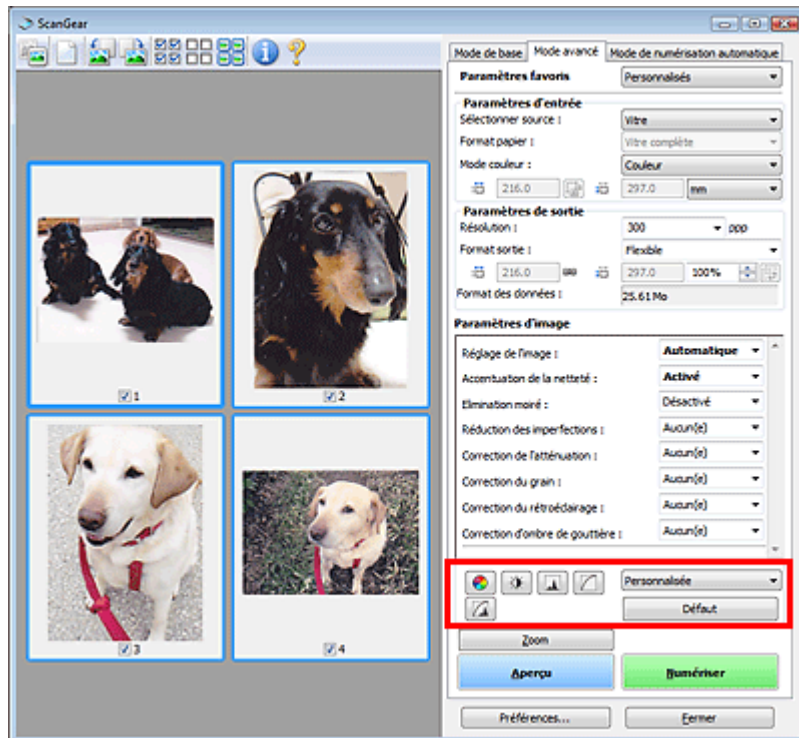 ScanGear
Mode de base Mode avancé Mode de numérisation automatique
Paramètres favoris Personnalisés
Paramètres d'entrée
Sélectionner source : Vitre
Format papier : Vitre complète
Mode couleur : Couleur
216.0 297.0 mm
Paramètres de sortie
Résolution : 300 ppp
Format sortie : Flexible
216.0 297.0 100%
Format des données : 25.61Mo
Paramètres d'image
Réglage de l'image : Automatique
Accentuation de la netteté : Activé
Elimination moiré : Désactivé
Réduction des imperfections : Aucun(e)
Correction de l'atténuation : Aucun(e)
Correction du grain : Aucun(e)
Correction du rétroéclairage : Aucun(e)
Correction d'ombre de gouttière : Aucun(e)
Personnalisée
Défaut
Zoom
Aperçu Numériser
Préférences... Fermer
1 2
3 4